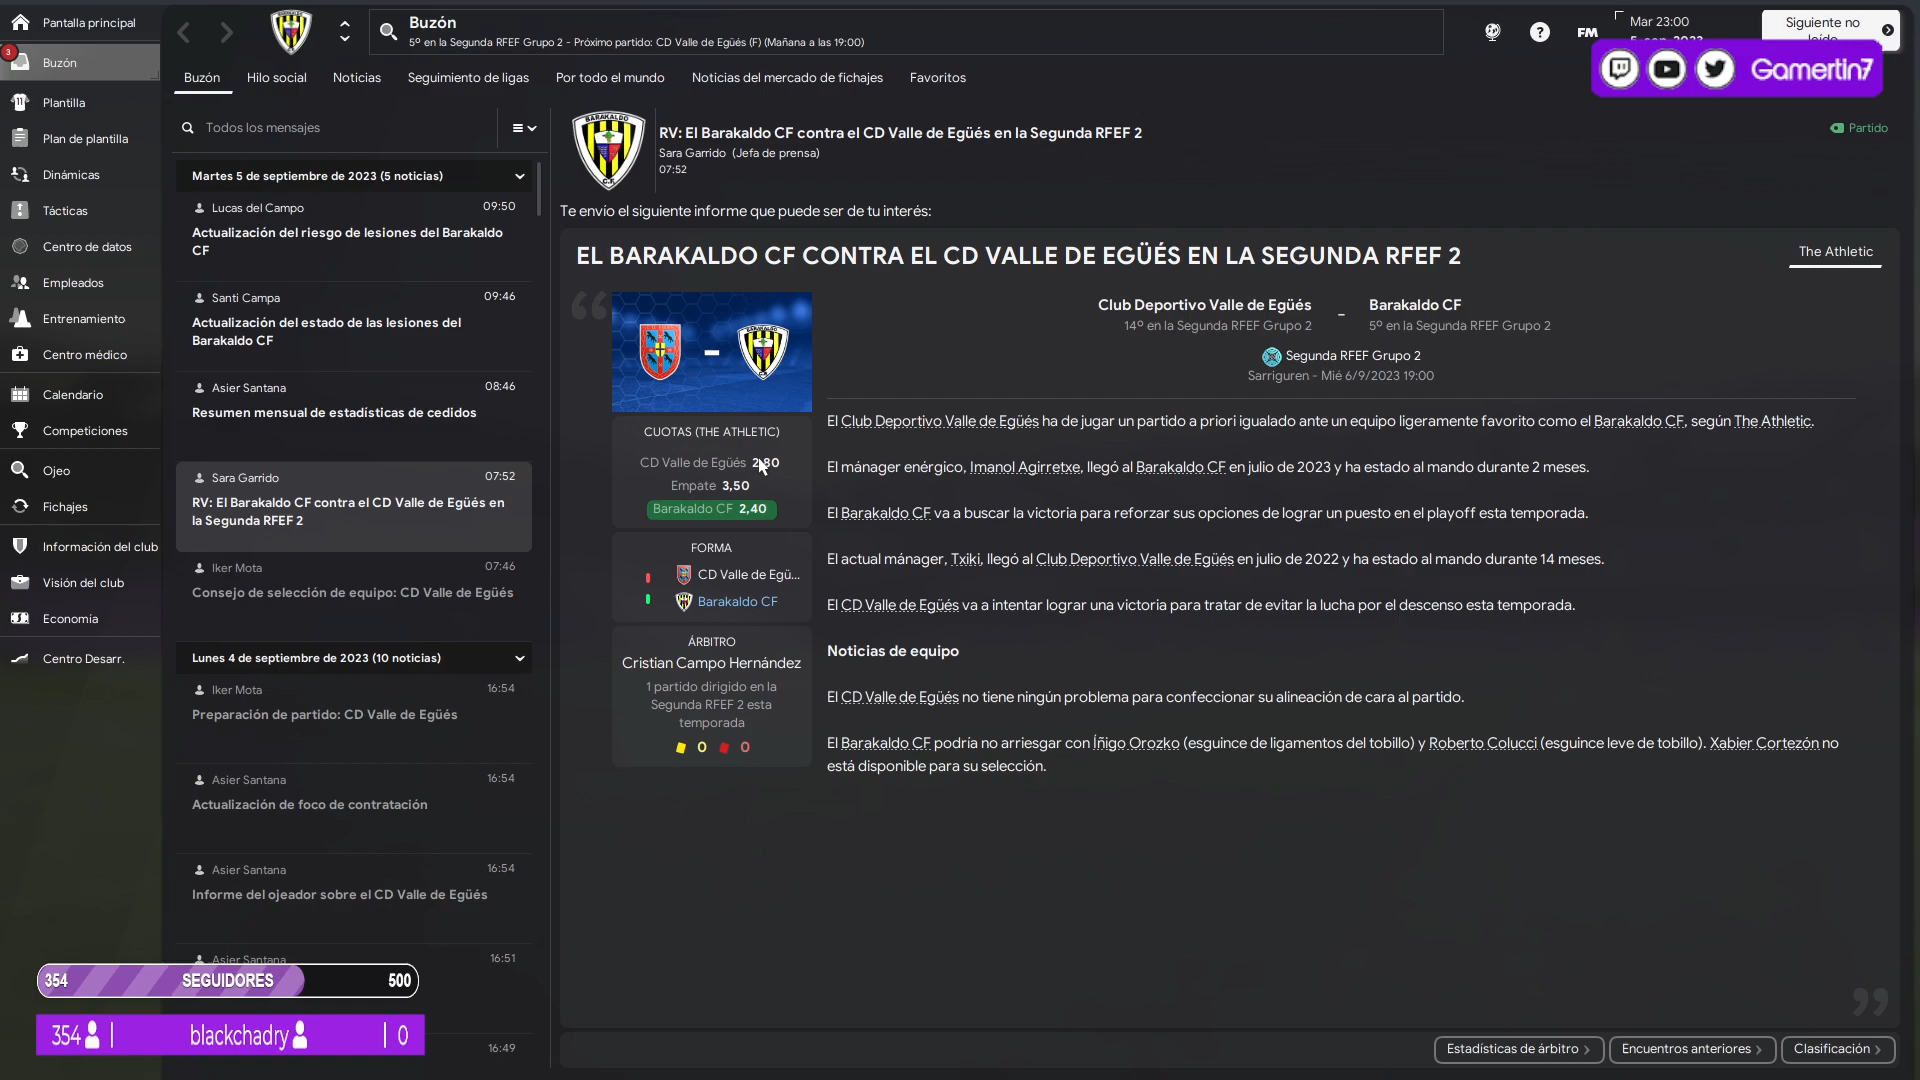 Pantalla principal
3
Buzón
Plantilla
Plan de plantilla
Dinámicas
Tácticas
Centro de datos
Empleados
Entrenamiento
Centro médico
Calendario
Competiciones
Ojeo
Fichajes
Información del club
Visión del club
Economía
Centro Desarr.
Buzón
5º en la Segunda RFEF Grupo 2 - Próximo partido: CD Valle de Egüés (F) (Mañana a las 19:00)
FM
Mar 23:00
Siguiente no
Gamertin7
Buzón
Hilo social
Noticias
Seguimiento de ligas
Por todo el mundo
Noticias del mercado de fichajes
Favoritos
Todos los mensajes
Martes 5 de septiembre de 2023 (5 noticias)
Lucas del Campo 09:50
Actualización del riesgo de lesiones del Barakaldo
CF
Santi Campa 09:46
Actualización del estado de las lesiones del
Barakaldo CF
Asier Santana 08:46
Resumen mensual de estadísticas de cedidos
Sara Garrido 07:52
RV: El Barakaldo CF contra el CD Valle de Egüés en
la Segunda RFEF 2
Iker Mota 07:46
Consejo de selección de equipo: CD Valle de Egüés
Lunes 4 de septiembre de 2023 (10 noticias)
Iker Mota 16:54
Preparación de partido: CD Valle de Egüés
Asier Santana 16:54
Actualización de foco de contratación
Asier Santana 16:54
Informe del ojeador sobre el CD Valle de Egüés
Asier Santana 16:51
16:49
354 SEGUIDORES 500
354 blackchadry 0
BARAKALDO
RV: El Barakaldo CF contra el CD Valle de Egüés en la Segunda RFEF 2
Sara Garrido (Jefa de prensa)
07:52
Partido
Te envío el siguiente informe que puede ser de tu interés:
EL BARAKALDO CF CONTRA EL CD VALLE DE EGÜÉS EN LA SEGUNDA RFEF 2
The Athletic
CUOTAS (THE ATHLETIC)
CD Valle de Egüés 2,80
Empate 3,50
Barakaldo CF 2,40
FORMA
CD Valle de Egü...
Barakaldo CF
ÁRBITRO
Cristian Campo Hernández
1 partido dirigido en la
Segunda RFEF 2 esta
temporada
0 0
Club Deportivo Valle de Egüés - Barakaldo CF
14º en la Segunda RFEF Grupo 2 5º en la Segunda RFEF Grupo 2
Segunda RFEF Grupo 2
Sarriguren - Mié 6/9/2023 19:00
El Club Deportivo Valle de Egüés ha de jugar un partido a priori igualado ante un equipo ligeramente favorito como el Barakaldo CF, según The Athletic.
El mánager enérgico, Imanol Agirretxe, llegó al Barakaldo CF en julio de 2023 y ha estado al mando durante 2 meses.
El Barakaldo CF va a buscar la victoria para reforzar sus opciones de lograr un puesto en el playoff esta temporada.
El actual mánager, Txiki, llegó al Club Deportivo Valle de Egüés en julio de 2022 y ha estado al mando durante 14 meses.
El CD Valle de Egüés va a intentar lograr una victoria para tratar de evitar la lucha por el descenso esta temporada.
Noticias de equipo
El CD Valle de Egüés no tiene ningún problema para confeccionar su alineación de cara al partido.
El Barakaldo CF podría no arriesgar con Íñigo Orozko (esguince de ligamentos del tobillo) y Roberto Colucci (esguince leve de tobillo). Xabier Cortezón no
está disponible para su selección.
Estadísticas de árbitro
Encuentros anteriores
Clasificación